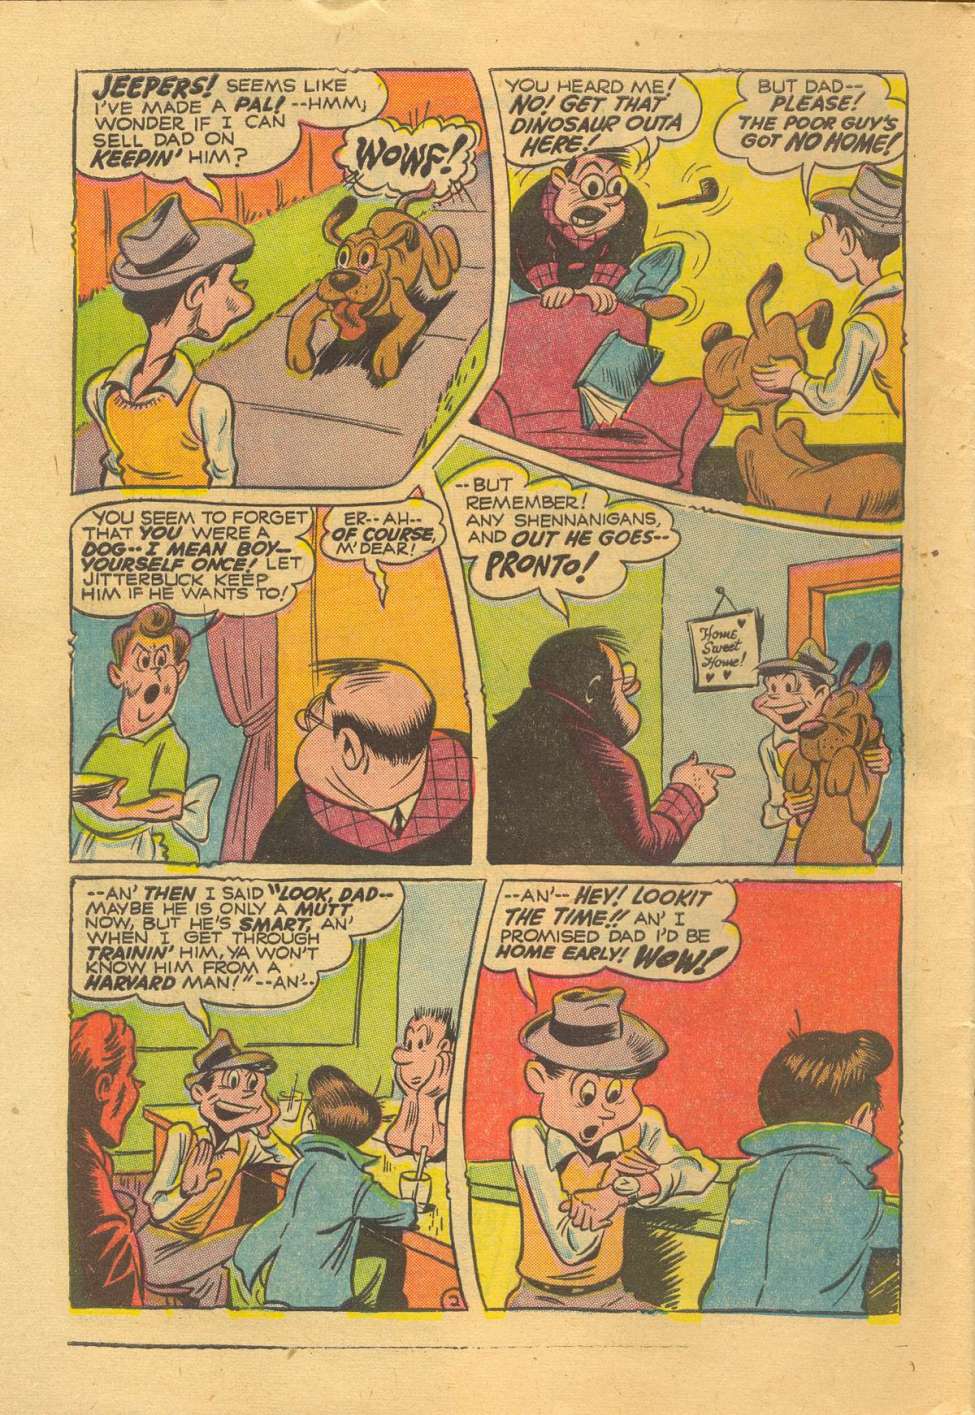 JEEPERS! SEEMS LIKE
I'VE MADE A PAL! --HMM,
WONDER IF I CAN
SELL DAD ON
KEEPIN' HIM?
WOWF!
YOU HEARD ME!
NO! GET THAT
DINOSAUR OUTA
HERE!
BUT DAD--
PLEASE!
THE POOR GUY'S
GOT NO HOME!
YOU SEEM TO FORGET
THAT YOU WERE A
DOG--I MEAN BOY--
YOURSELF ONCE! LET
JITTERBUCK KEEP
HIM IF HE WANTS TO!
ER--AH--
OF COURSE,
M'DEAR!
--BUT
REMEMBER!
ANY SHENNANIGANS,
AND OUT HE GOES--
PRONTO!
Home
Sweet
Home!
--AN' THEN I SAID "LOOK, DAD--
MAYBE HE IS ONLY A MUTT
NOW, BUT HE'S SMART, AN'
WHEN I GET THROUGH
TRAININ' HIM, YA WON'T
KNOW HIM FROM A
HARVARD MAN!"--AN'--
2
--AN'-- HEY! LOOKIT
THE TIME!! AN' I
PROMISED DAD I'D BE
HOME EARLY! WOW!